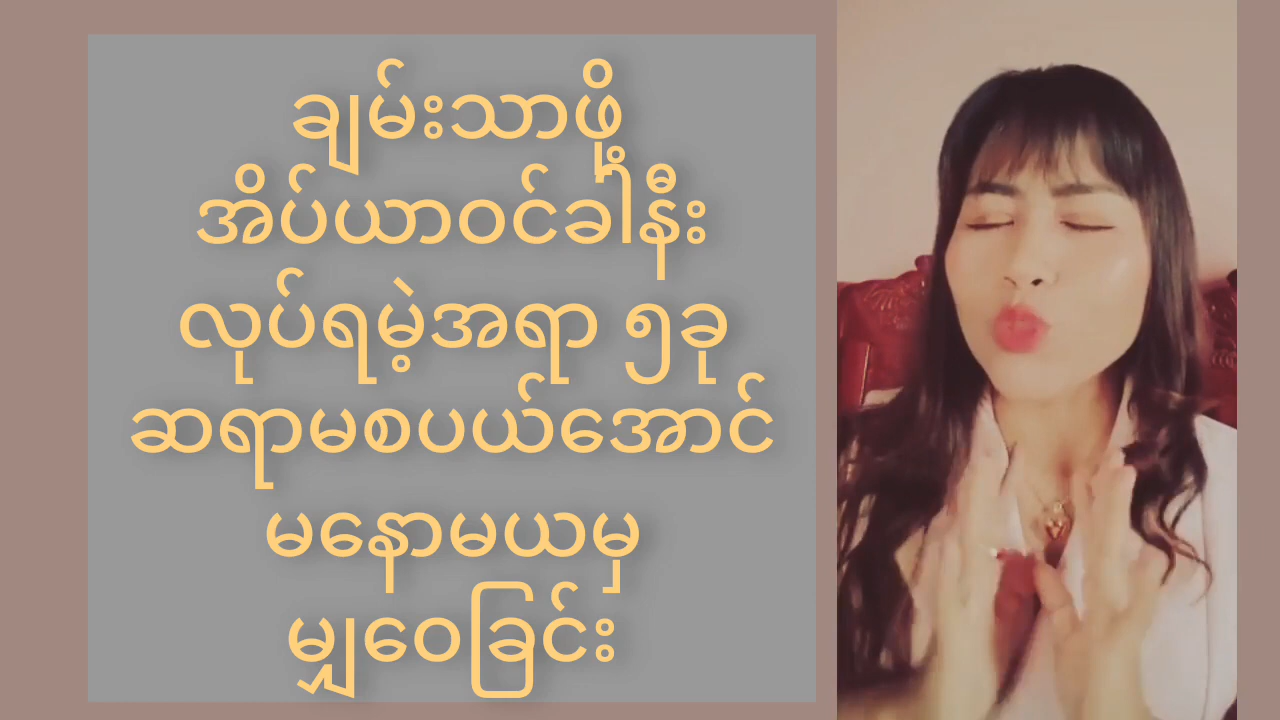 ချမ်းသာဖို့
အိပ်ယာဝင်ခါနီး
လုပ်ရမဲ့အရာ ၅ခု
ဆရာမစပယ်အောင်
မနောမယမှ
မျှဝေခြင်း